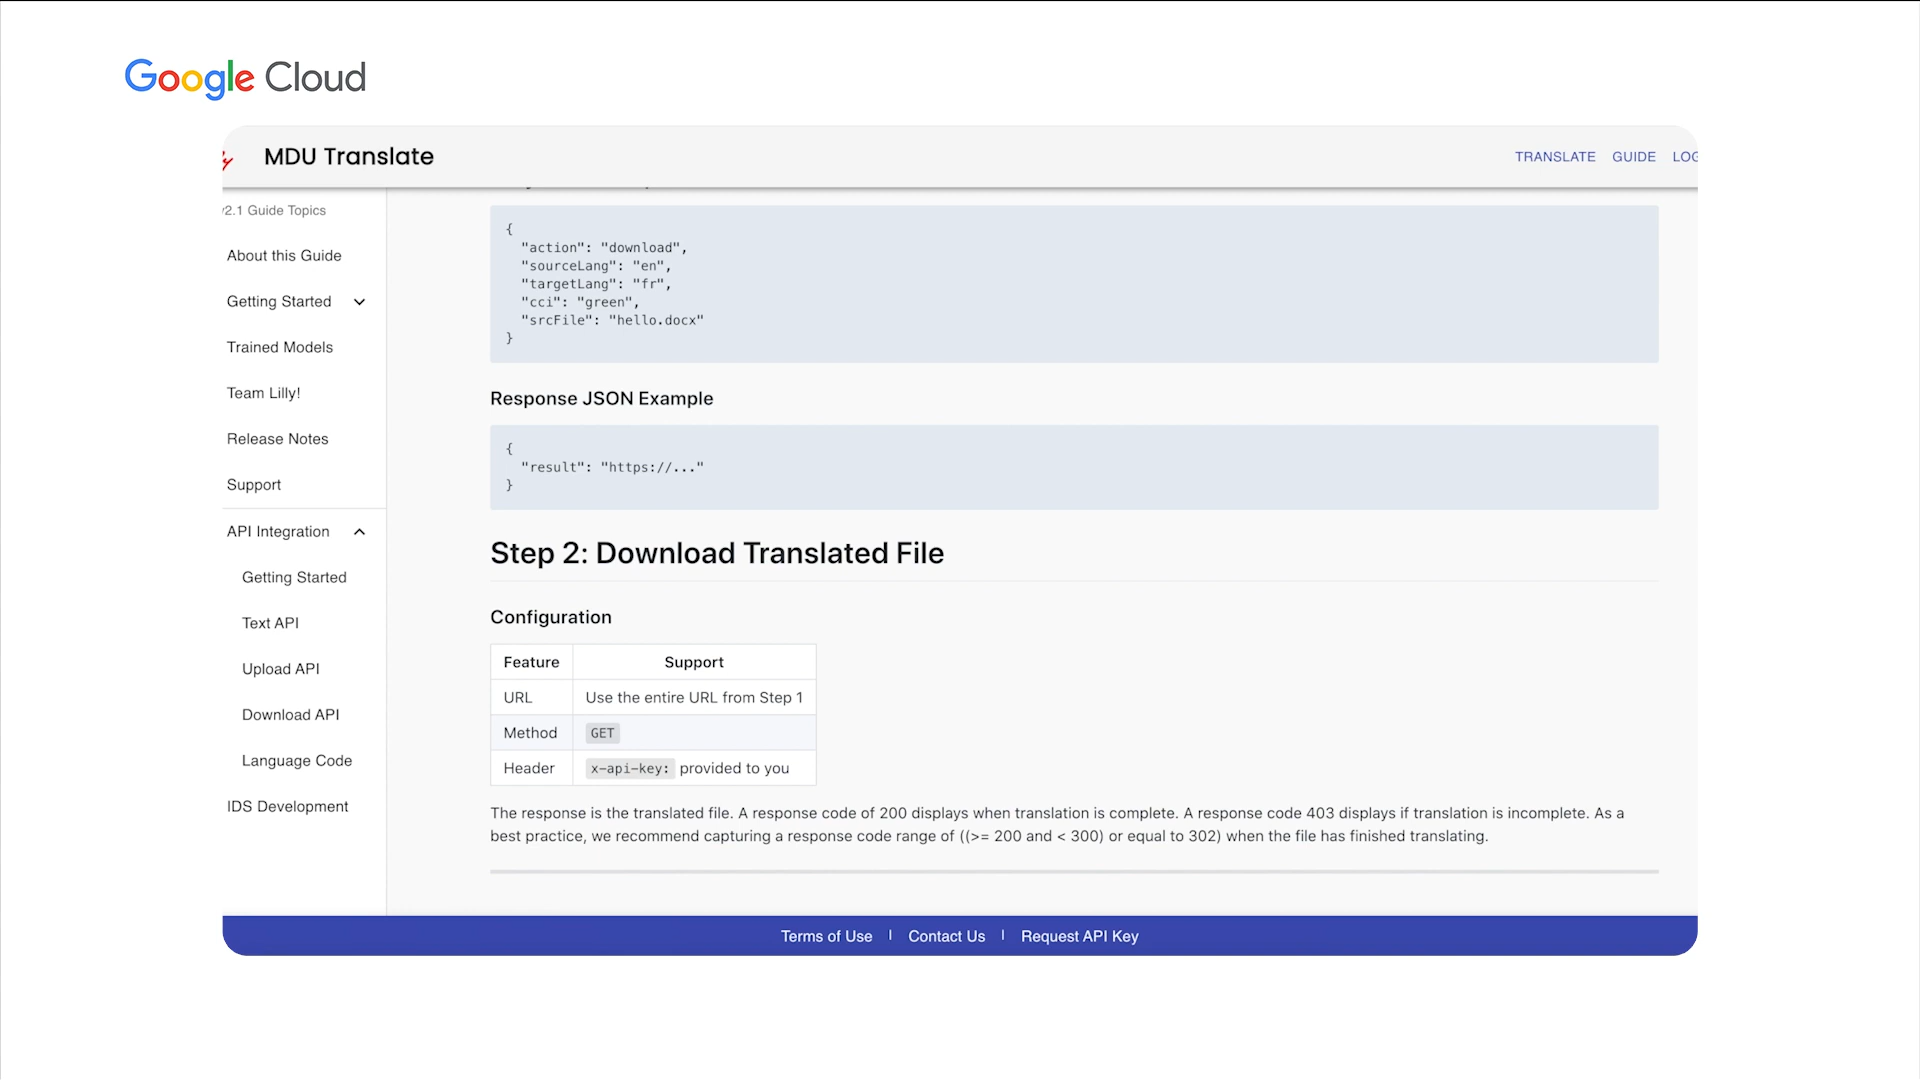 Google Cloud
MDU Translate
TRANSLATE GUIDE
v2.1 Guide Topics
About this Guide
Getting Started
Trained Models
Team Lilly!
Release Notes
Support
API Integration
Getting Started
Text API
Upload API
Download API
Language Code
IDS Development
{
"action": "download",
"sourceLang": "en",
"targetLang": "fr",
"cci": "green",
"srcFile": "hello.docx"
}
Response JSON Example
{
"result": "https://..."
}
Step 2: Download Translated File
Configuration
Feature Support
URL Use the entire URL from Step 1
Method GET
Header x-api-key: provided to you
The response is the translated file. A response code of 200 displays when translation is complete. A response code 403 displays if translation is incomplete. As a
best practice, we recommend capturing a response code range of ((>= 200 and < 300) or equal to 302) when the file has finished translating.
Terms of Use | Contact Us | Request API Key